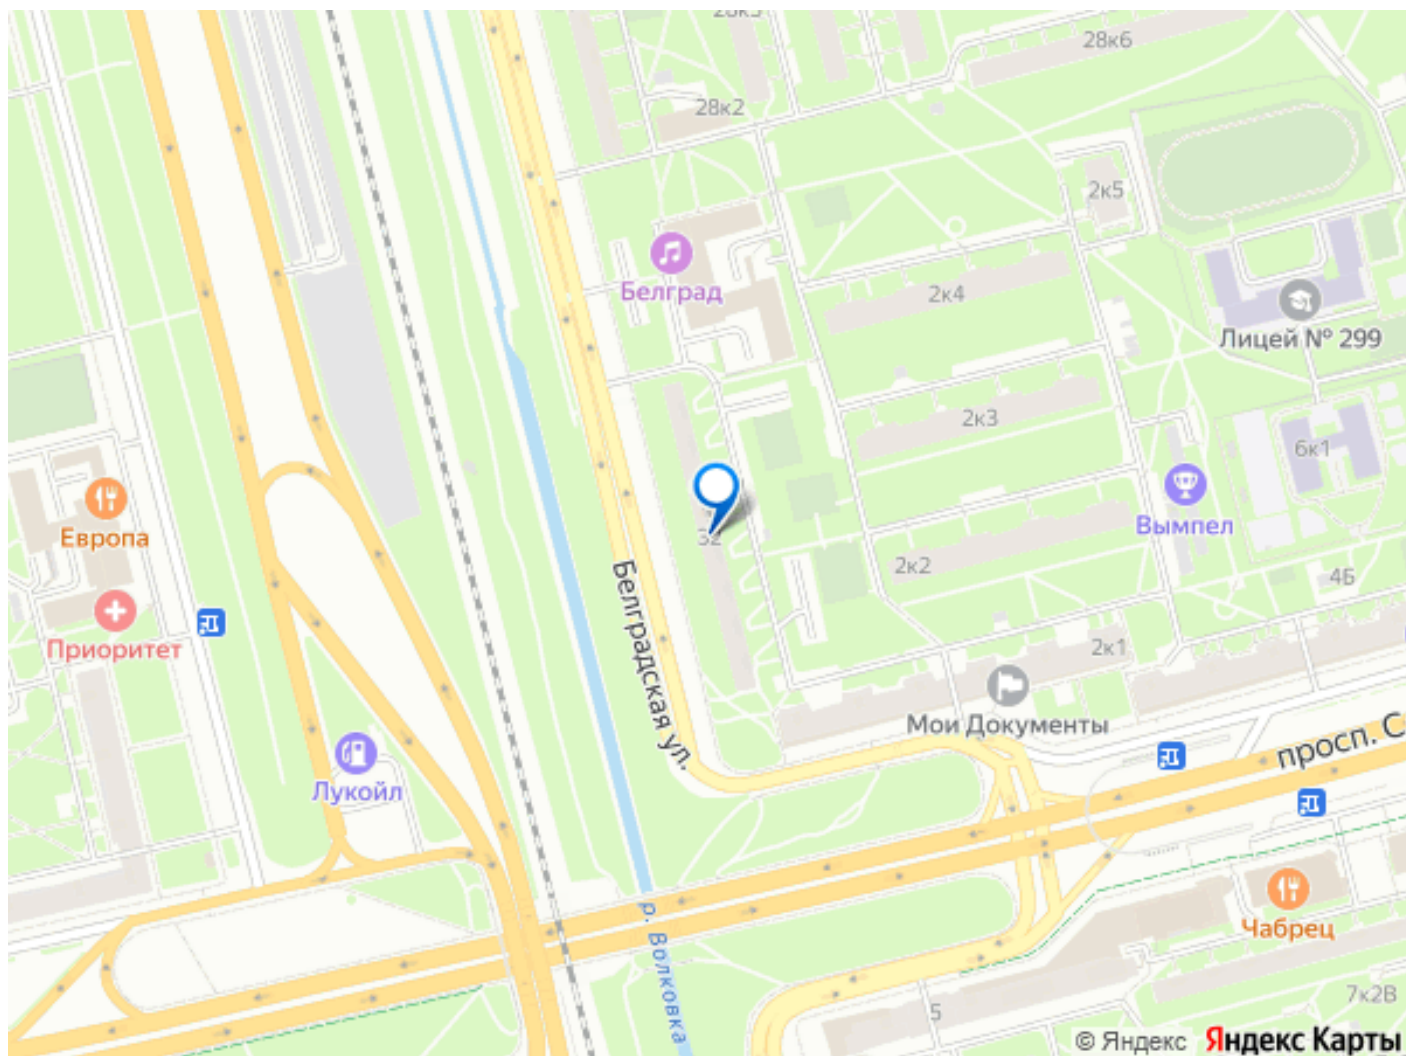 28к6
28к2
2к5
Белград
2к4
Лицей № 299
2к3
6к1
Европа
32
Вымпел
2к2
4Б
Белградская ул.
Приоритет
2к1
Мои Документы
просп. С
Лукойл
Чабрец
р. Волковка
5
7к2В
© Яндекс Яндекс Карты